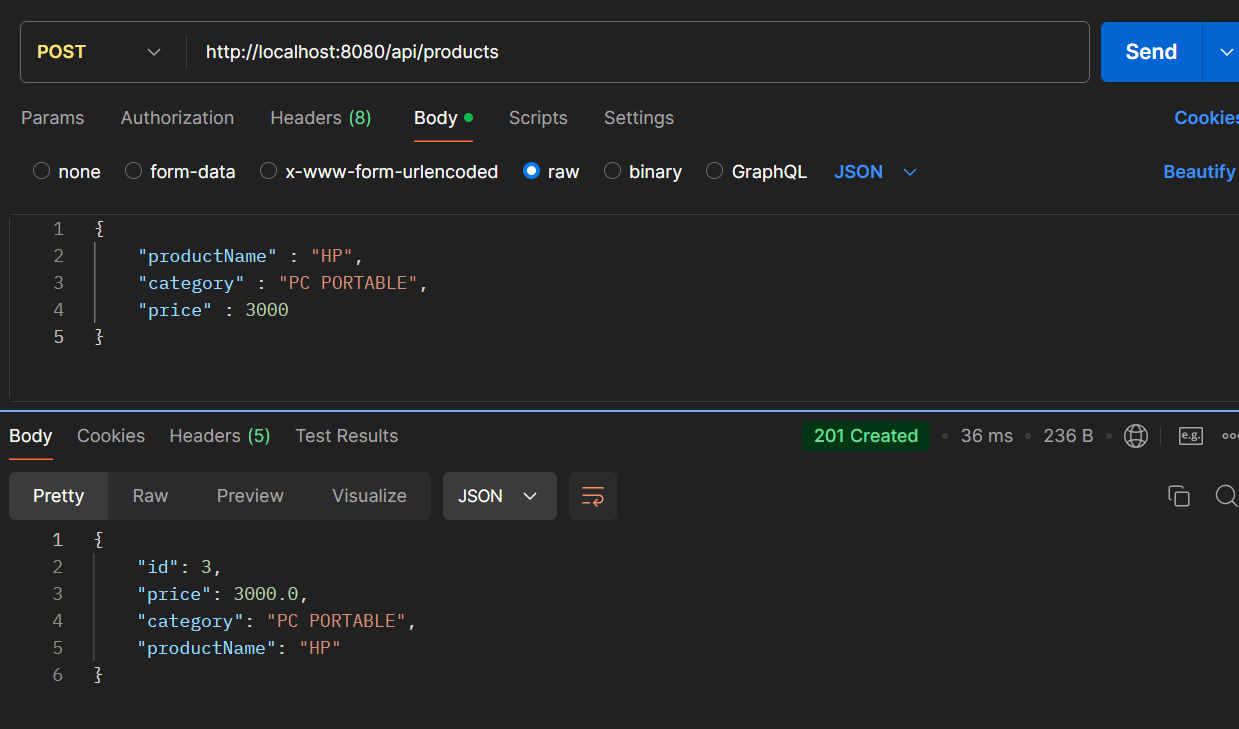 POST http://localhost:8080/api/products Send
Params Authorization Headers (8) Body Scripts Settings Cookies
none form-data x-www-form-urlencoded raw binary GraphQL JSON Beautify
1 {
2 "productName" : "HP",
3 "category" : "PC PORTABLE",
4 "price" : 3000
5 }
Body Cookies Headers (5) Test Results 201 Created 36 ms 236 B e.g.
Pretty Raw Preview Visualize JSON
1 {
2 "id": 3,
3 "price": 3000.0,
4 "category": "PC PORTABLE",
5 "productName": "HP"
6 }